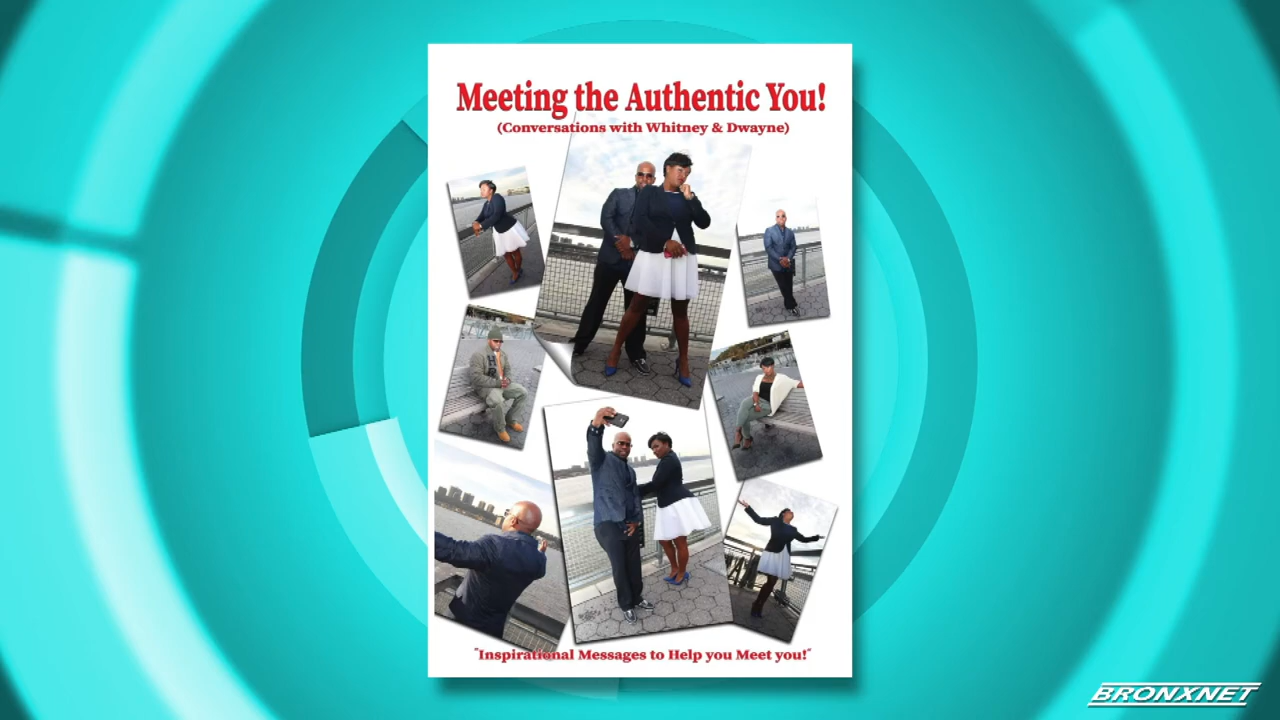 Meeting the Authentic You!
(Conversations with Whitney & Dwayne)
"Inspirational Messages to Help you Meet you!"
BRONXNET